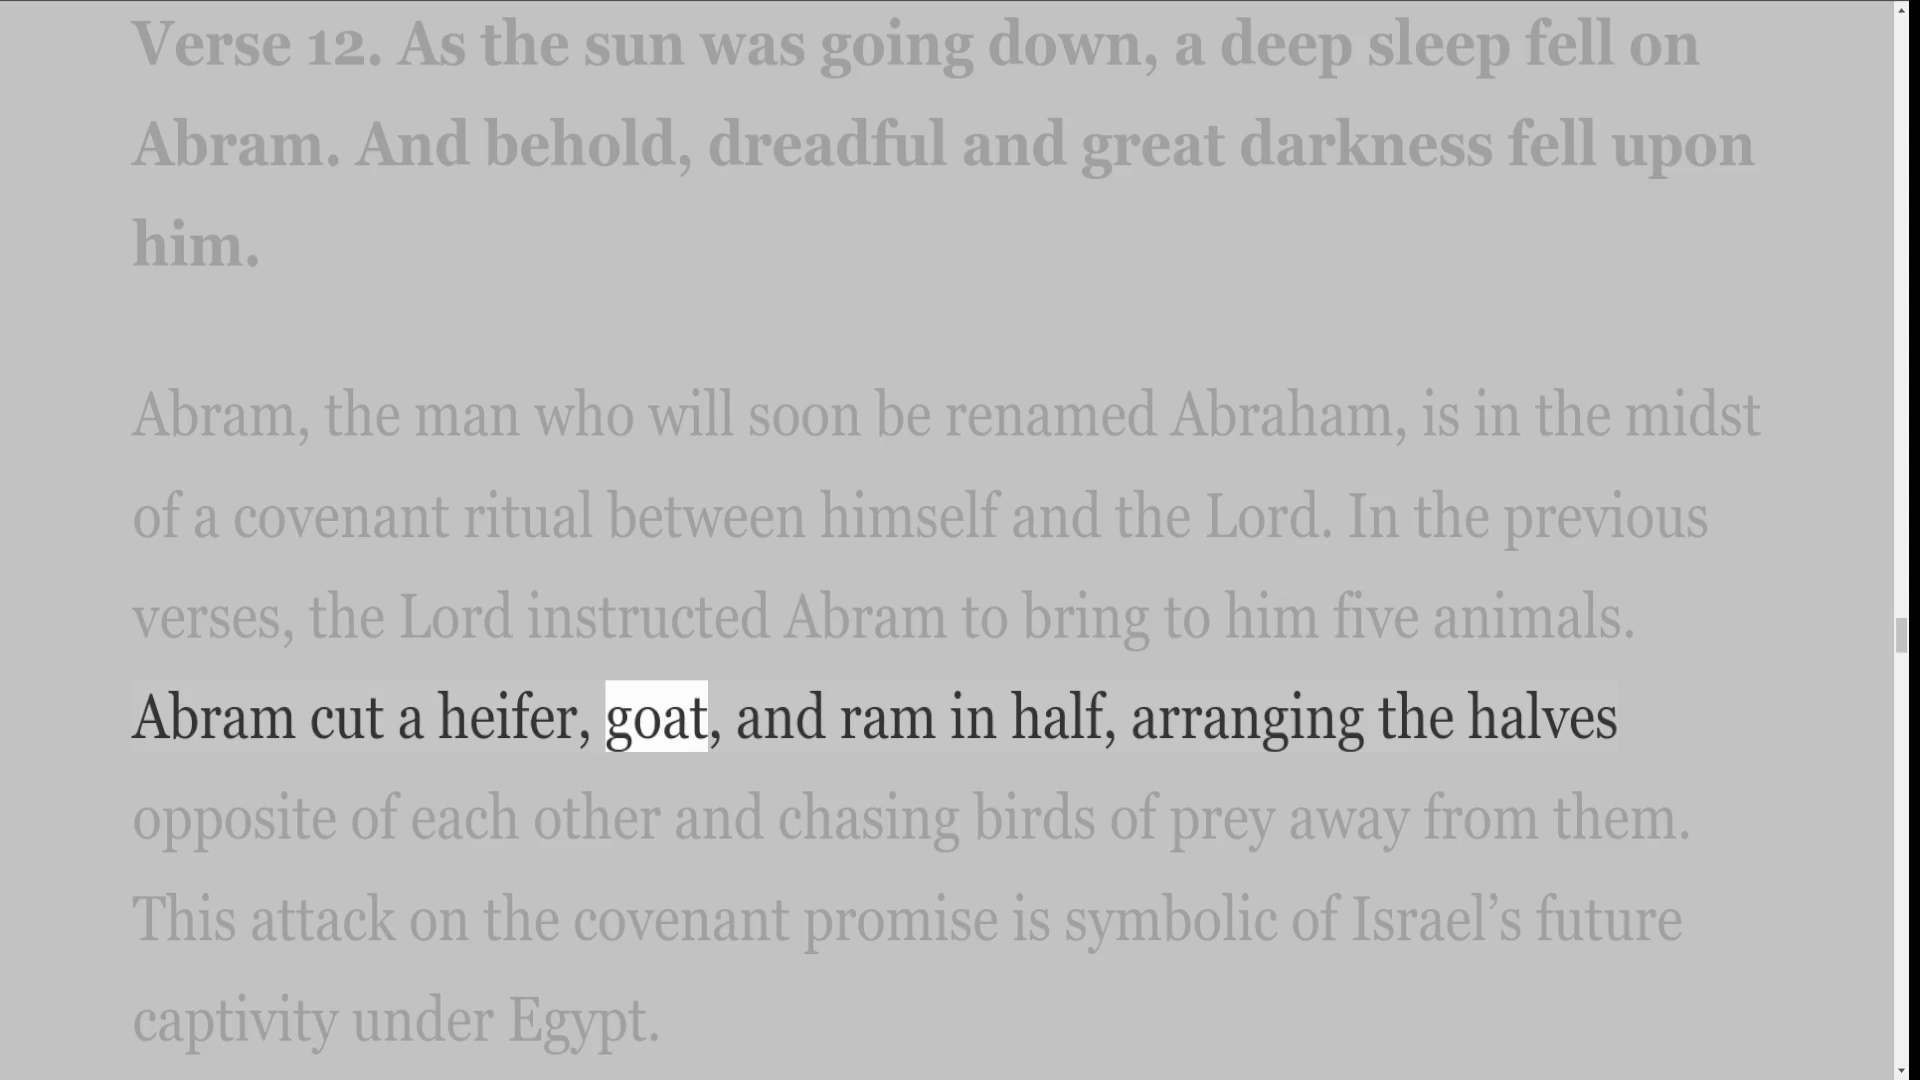 Verse 12. As the sun was going down, a deep sleep fell on
Abram. And behold, dreadful and great darkness fell upon
him.
Abram, the man who will soon be renamed Abraham, is in the midst
of a covenant ritual between himself and the Lord. In the previous
verses, the Lord instructed Abram to bring to him five animals.
Abram cut a heifer, goat, and ram in half, arranging the halves
opposite of each other and chasing birds of prey away from them.
This attack on the covenant promise is symbolic of Israel’s future
captivity under Egypt.